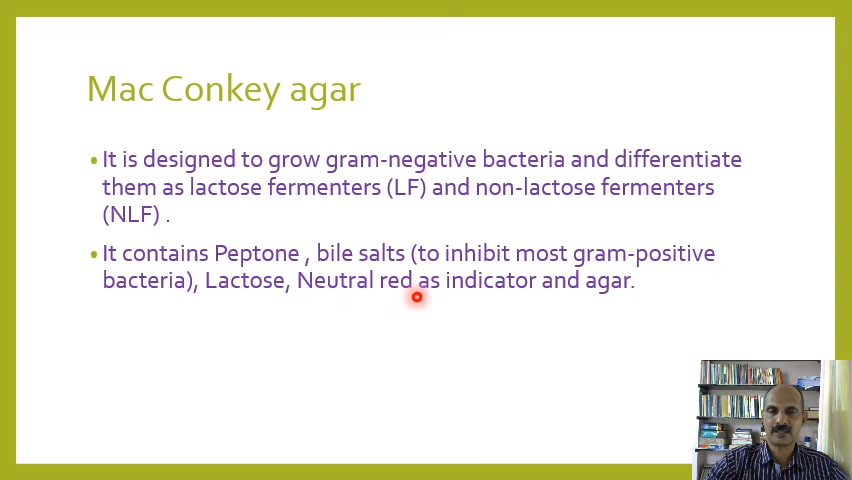 Mac Conkey agar
• It is designed to grow gram-negative bacteria and differentiate
them as lactose fermenters (LF) and non-lactose fermenters
(NLF) .
• It contains Peptone , bile salts (to inhibit most gram-positive
bacteria), Lactose, Neutral red as indicator and agar.